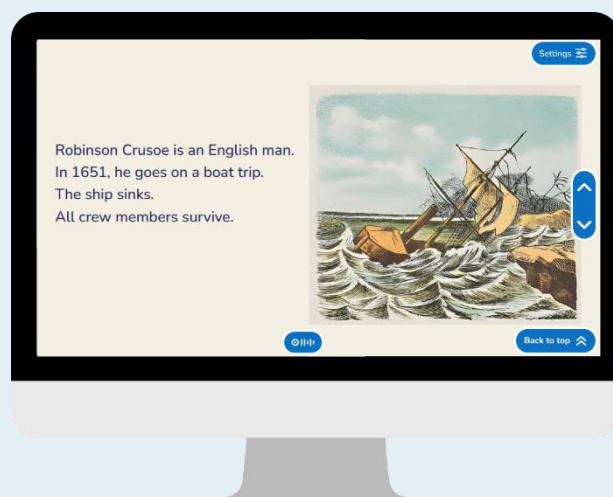 Settings
Robinson Crusoe is an English man.
In 1651, he goes on a boat trip.
The ship sinks.
All crew members survive.
Back to top